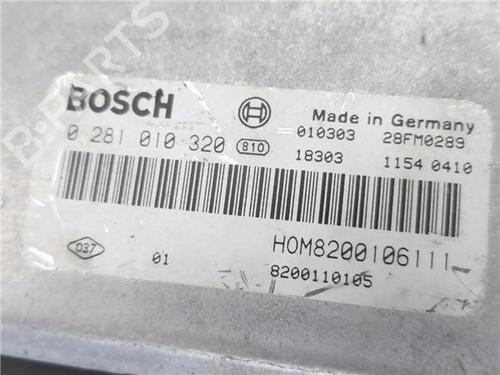 B-PARTS
BOSCH
Made in Germany
0 281 010 320 810
010303 28FM0289
18303 1154 0410
HOM8200106111
037 01 8200110105